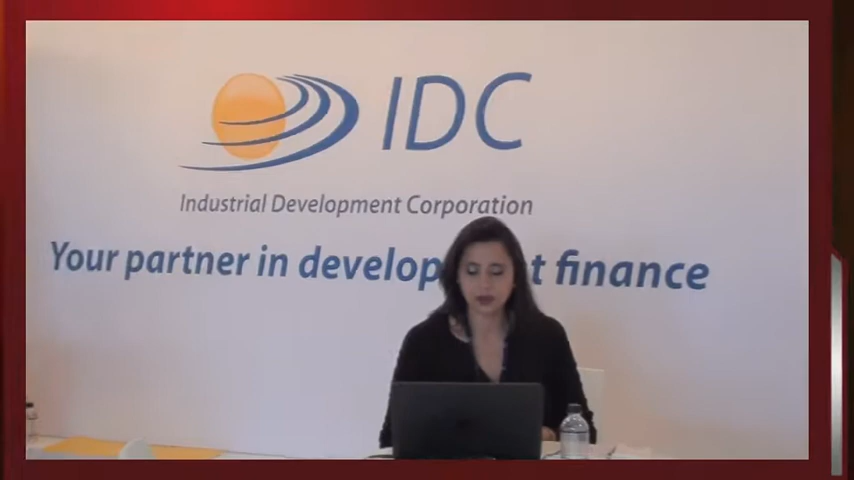 IDC
Industrial Development Corporation
Your partner in develop t finance